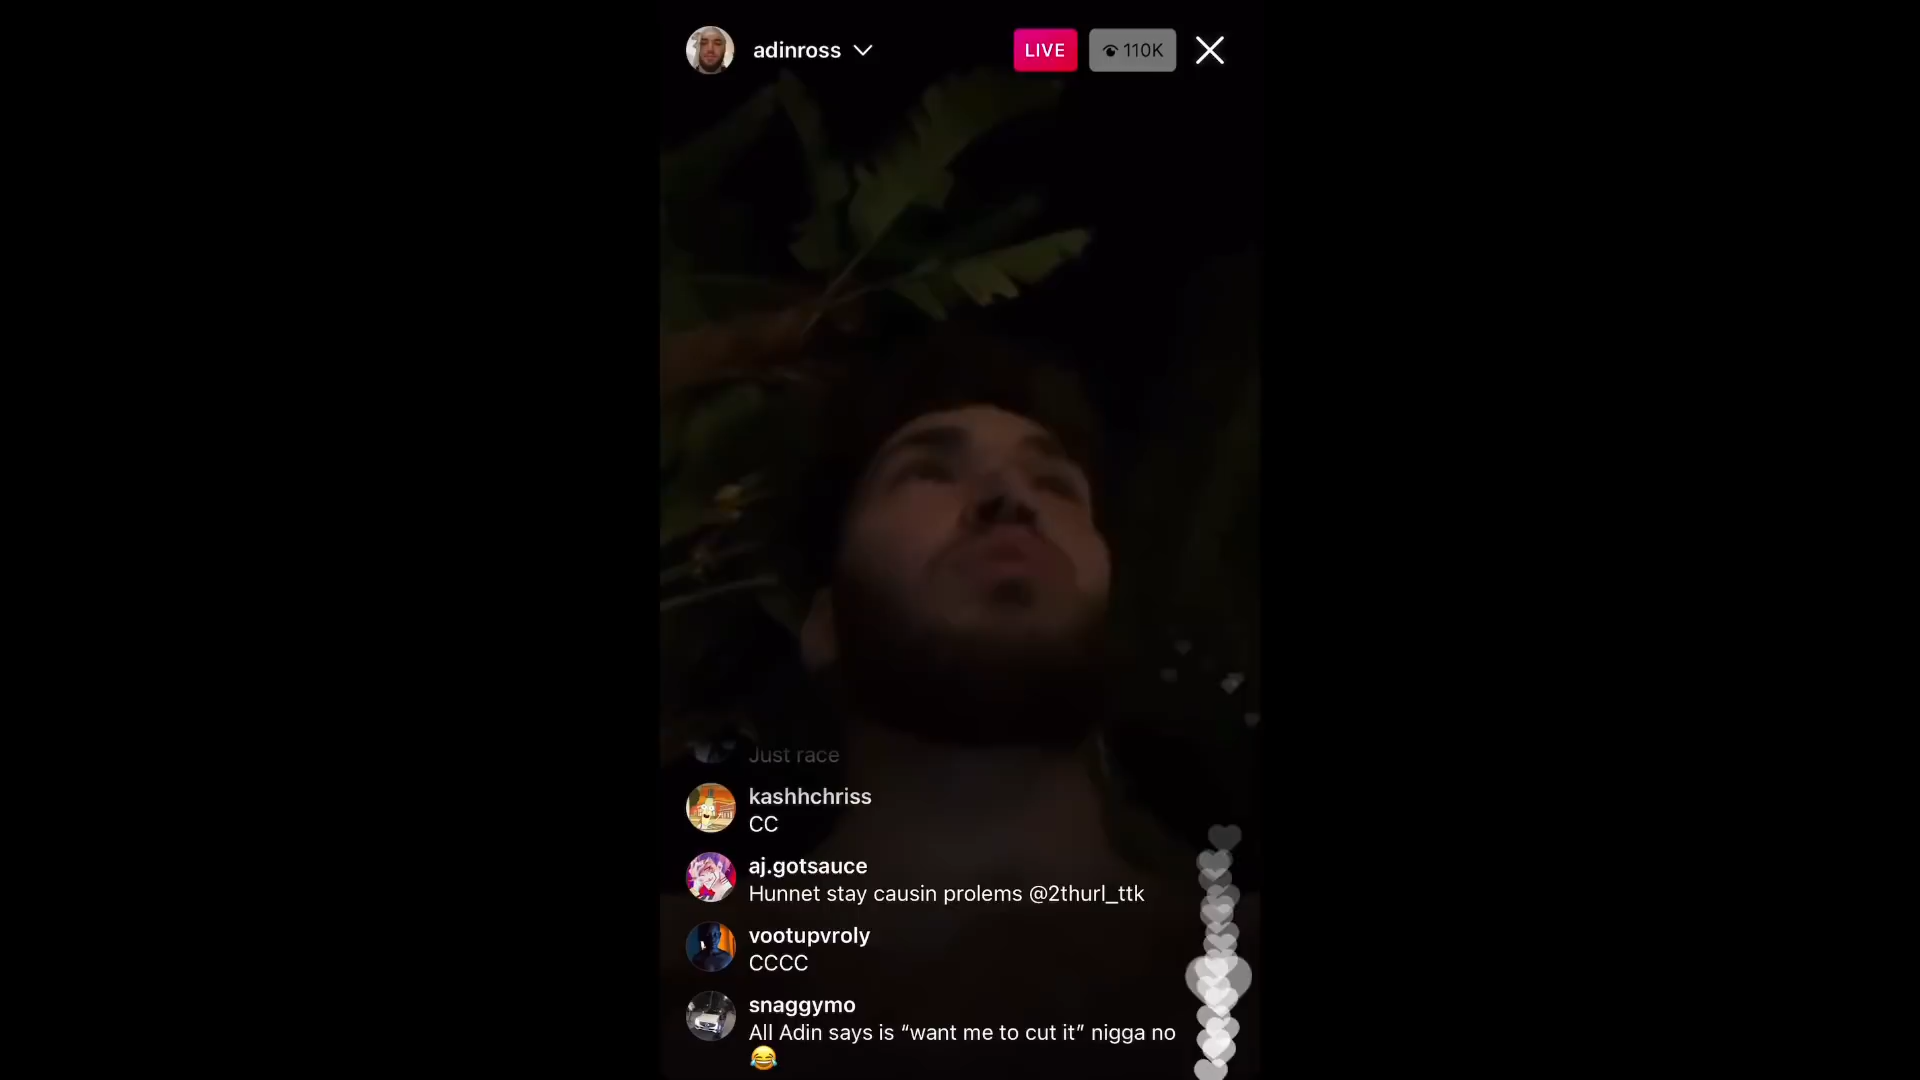 adinross
LIVE
110K
Just race
kashhchriss
CC
aj.gotsauce
Hunnet stay causin prolems @2thurl_ttk
vootupvroly
CCCC
snaggymo
All Adin says is “want me to cut it” nigga no
😂